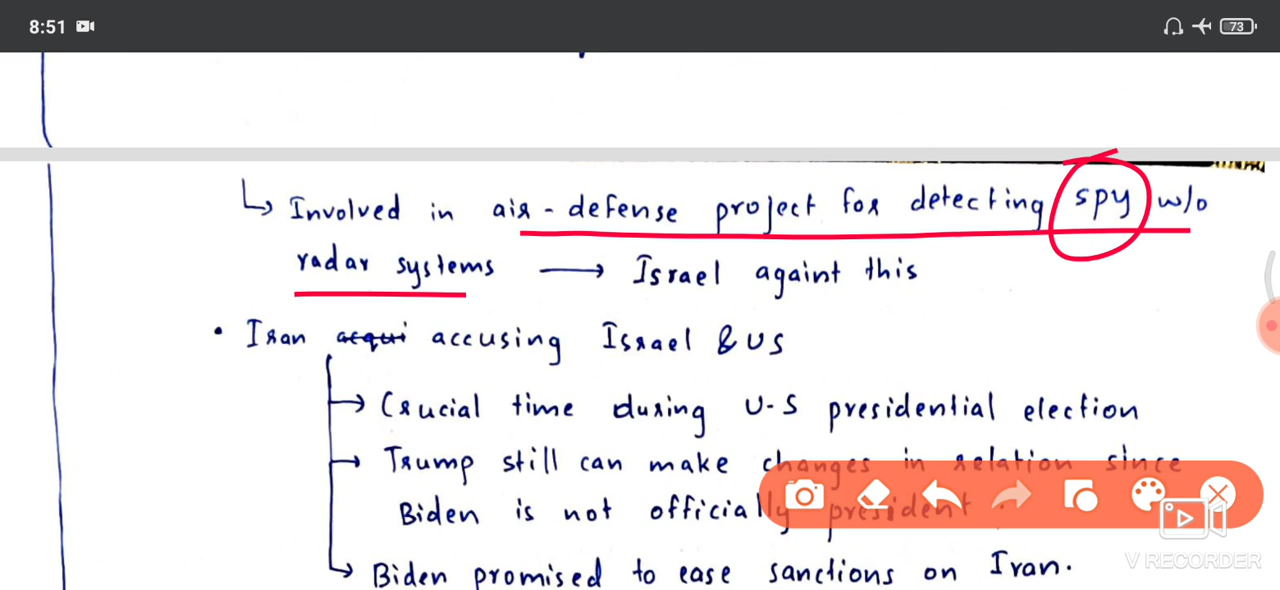 8:51
73
↳ Involved in air-defense project for detecting spy w/o
radar systems → Israel againt this
• Iran acqui accusing Israel & US
→ Crucial time during U-S presidential election
→ Trump still can make changes in relation since
Biden is not officially president.
↳ Biden promised to ease sanctions on Iran.
V RECORDER